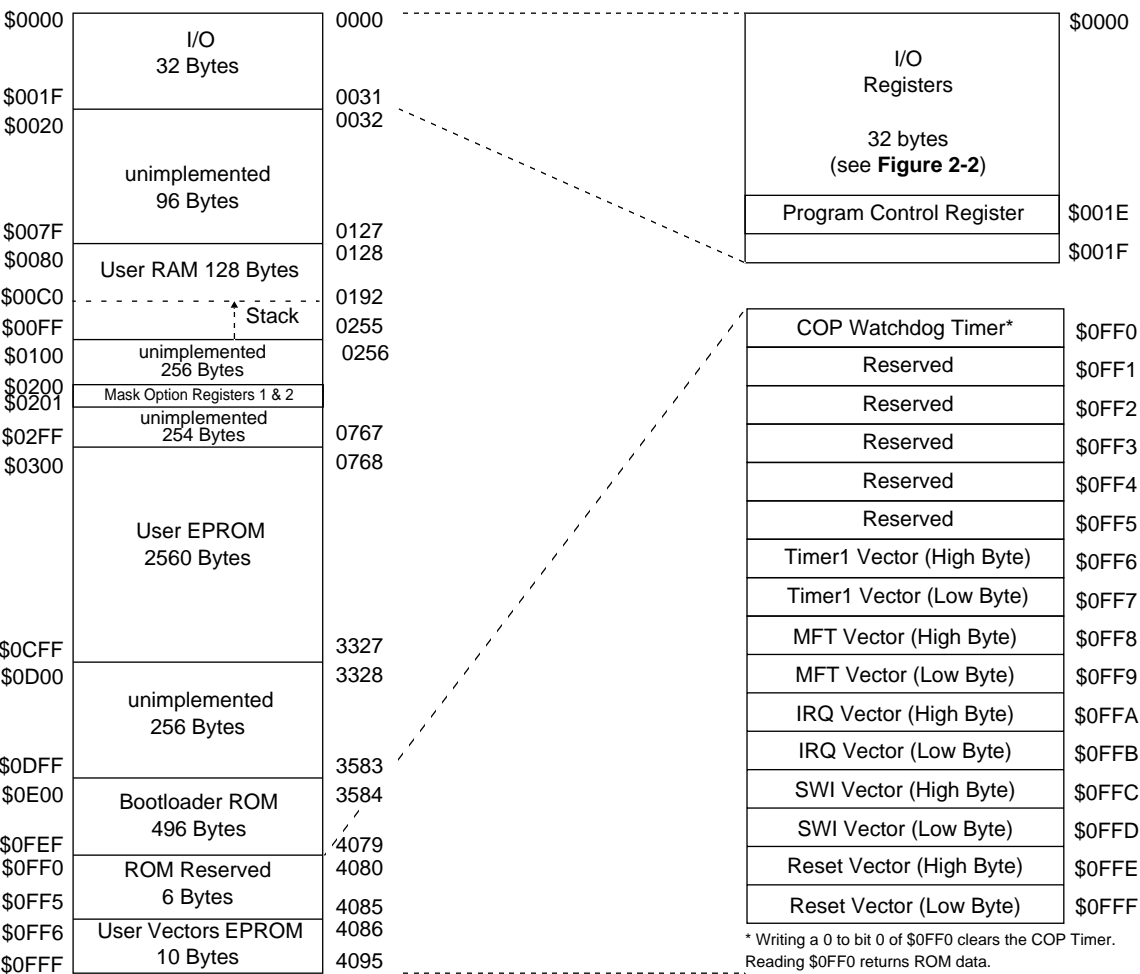 $0000
I/O
32 Bytes
0000
$001F
0031
$0020
0032
unimplemented
96 Bytes
$007F
0127
$0080
0128
User RAM 128 Bytes
$00C0
0192
Stack
$00FF
0255
$0100
unimplemented
256 Bytes
0256
$0200
$0201
Mask Option Registers 1 & 2
unimplemented
254 Bytes
$02FF
0767
$0300
0768
User EPROM
2560 Bytes
$0CFF
3327
$0D00
3328
unimplemented
256 Bytes
$0DFF
3583
$0E00
3584
Bootloader ROM
496 Bytes
$0FEF
4079
$0FF0
4080
ROM Reserved
6 Bytes
$0FF5
4085
$0FF6
4086
User Vectors EPROM
10 Bytes
$0FFF
4095
$0000
I/O
Registers
32 bytes
(see Figure 2-2)
Program Control Register $001E
$001F
COP Watchdog Timer* $0FF0
Reserved $0FF1
Reserved $0FF2
Reserved $0FF3
Reserved $0FF4
Reserved $0FF5
Timer1 Vector (High Byte) $0FF6
Timer1 Vector (Low Byte) $0FF7
MFT Vector (High Byte) $0FF8
MFT Vector (Low Byte) $0FF9
IRQ Vector (High Byte) $0FFA
IRQ Vector (Low Byte) $0FFB
SWI Vector (High Byte) $0FFC
SWI Vector (Low Byte) $0FFD
Reset Vector (High Byte) $0FFE
Reset Vector (Low Byte) $0FFF
* Writing a 0 to bit 0 of $0FF0 clears the COP Timer.
Reading $0FF0 returns ROM data.